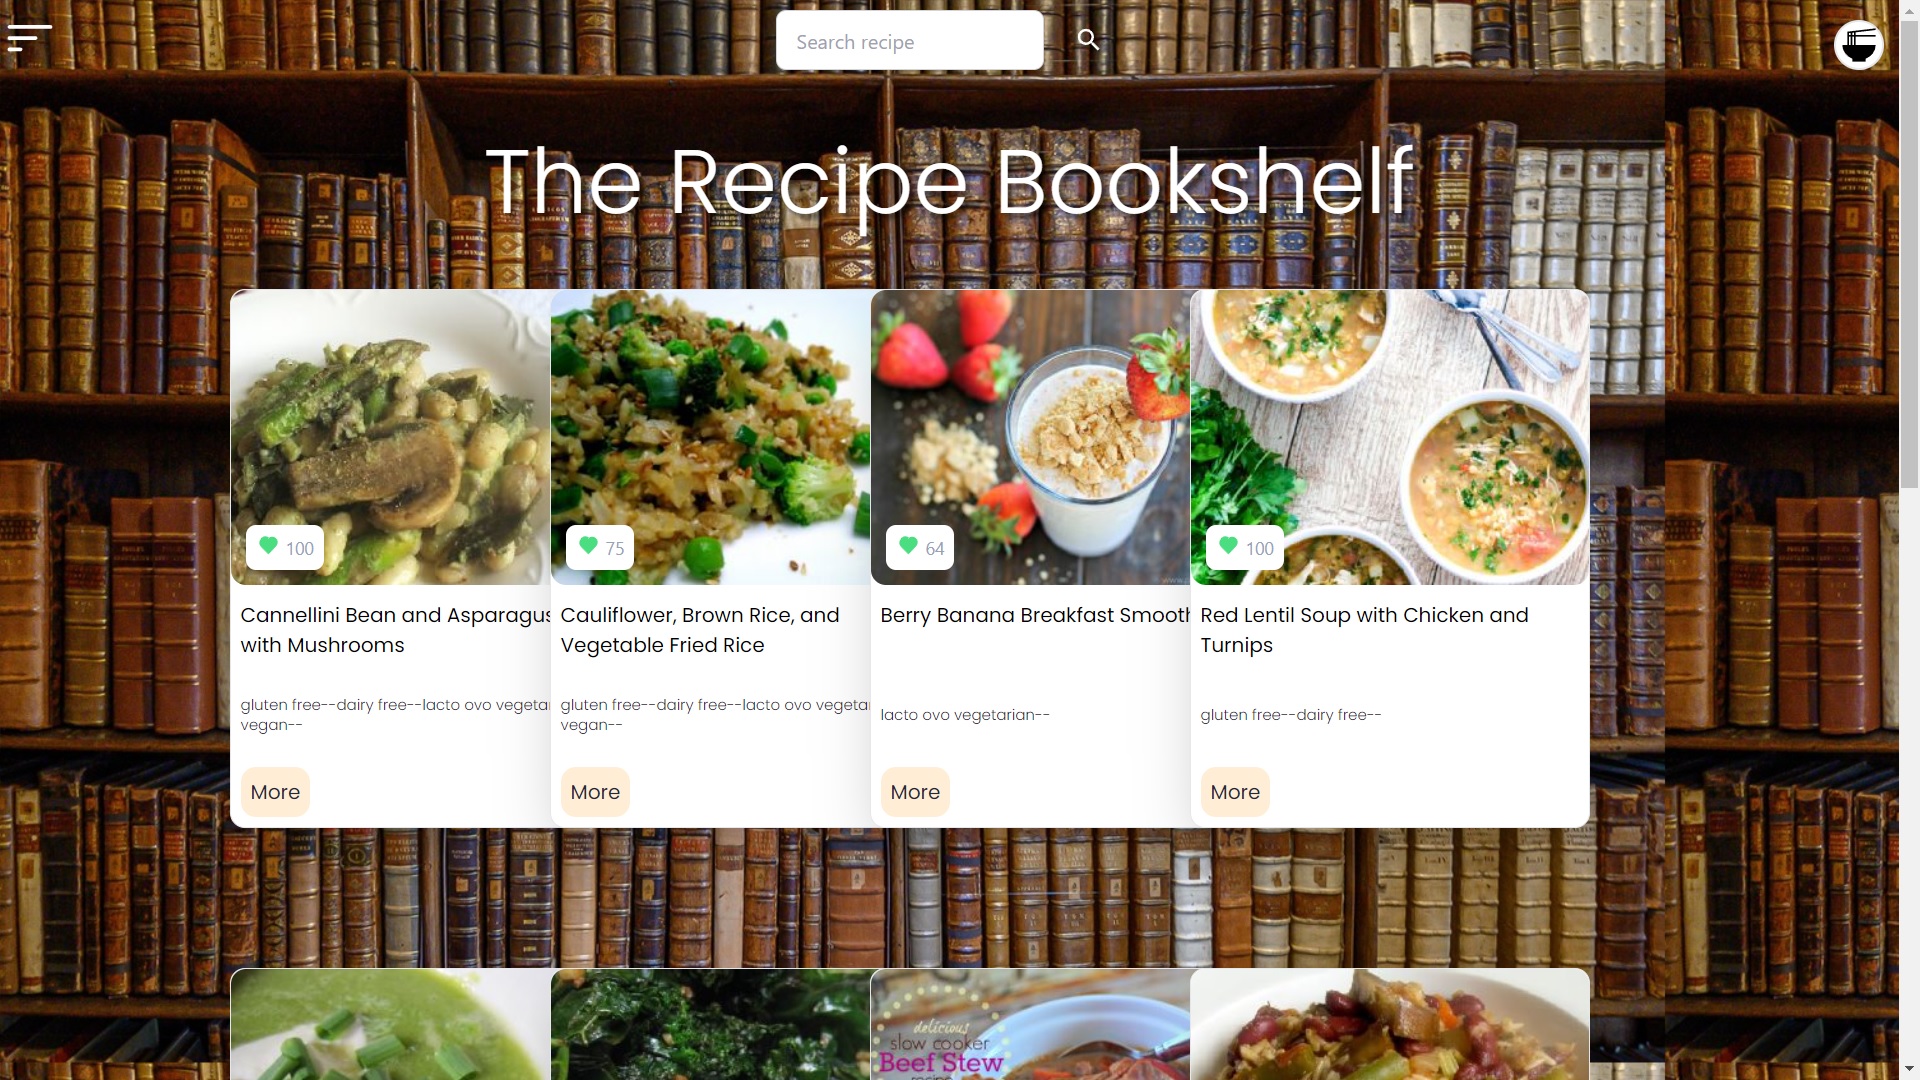 Search recipe
The Recipe Bookshelf
100
75
64
100
Cannellini Bean and Asparagus
with Mushrooms
Cauliflower, Brown Rice, and
Vegetable Fried Rice
Berry Banana Breakfast Smooth
Red Lentil Soup with Chicken and
Turnips
gluten free--dairy free--lacto ovo vegetar
vegan--
gluten free--dairy free--lacto ovo vegetar
vegan--
lacto ovo vegetarian--
gluten free--dairy free--
More
More
More
More
delicious
slow cooker
Beef Stew
recipe